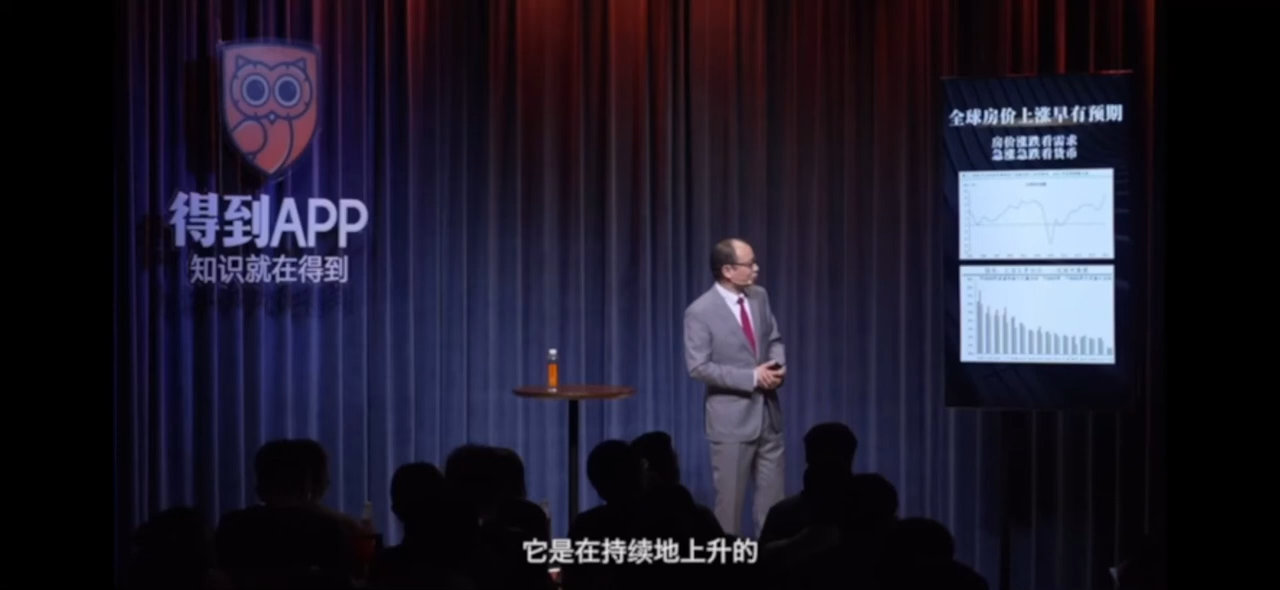 得到APP
知识就在得到
全球房价上涨早有预期
房价涨跌看需求
急涨急跌看货币
它是在持续地上升的